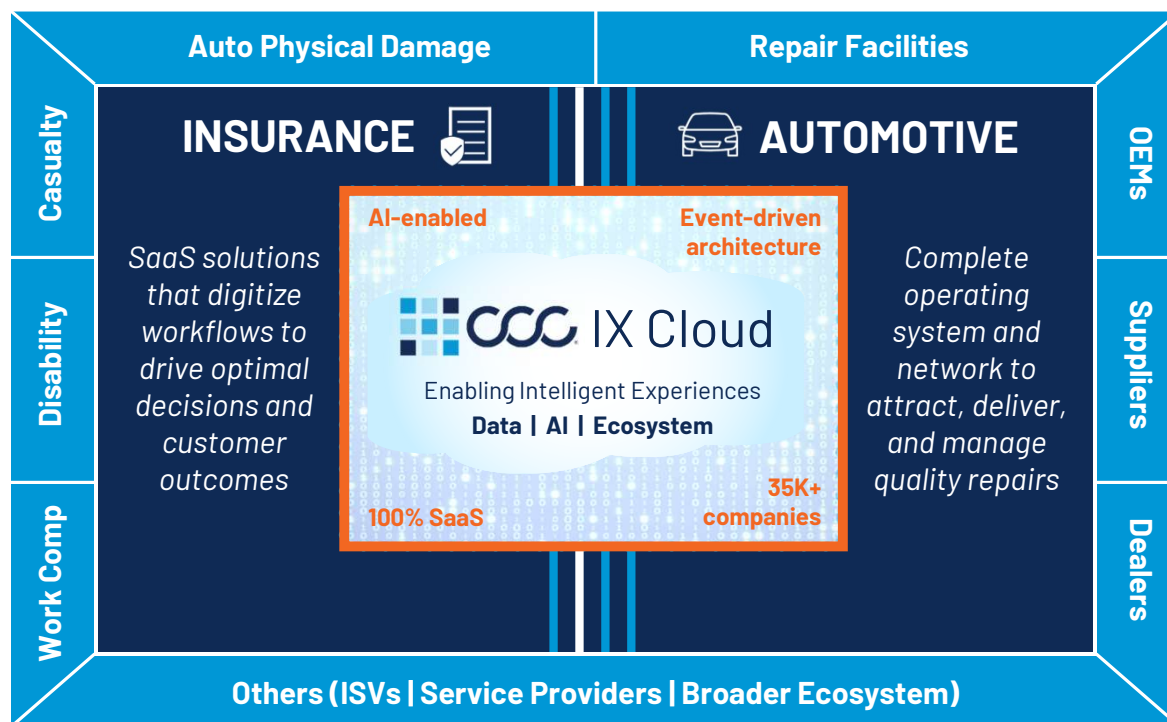 Auto Physical Damage
Repair Facilities
Casualty
Disability
Work Comp
INSURANCE
SaaS solutions
that digitize
workflows to
drive optimal
decisions and
customer
outcomes
AI-enabled
Event-driven
architecture
CCC IX Cloud
Enabling Intelligent Experiences
Data | AI | Ecosystem
100% SaaS
35K+
companies
AUTOMOTIVE
Complete
operating
system and
network to
attract, deliver,
and manage
quality repairs
OEMs
Suppliers
Dealers
Others (ISVs | Service Providers | Broader Ecosystem)